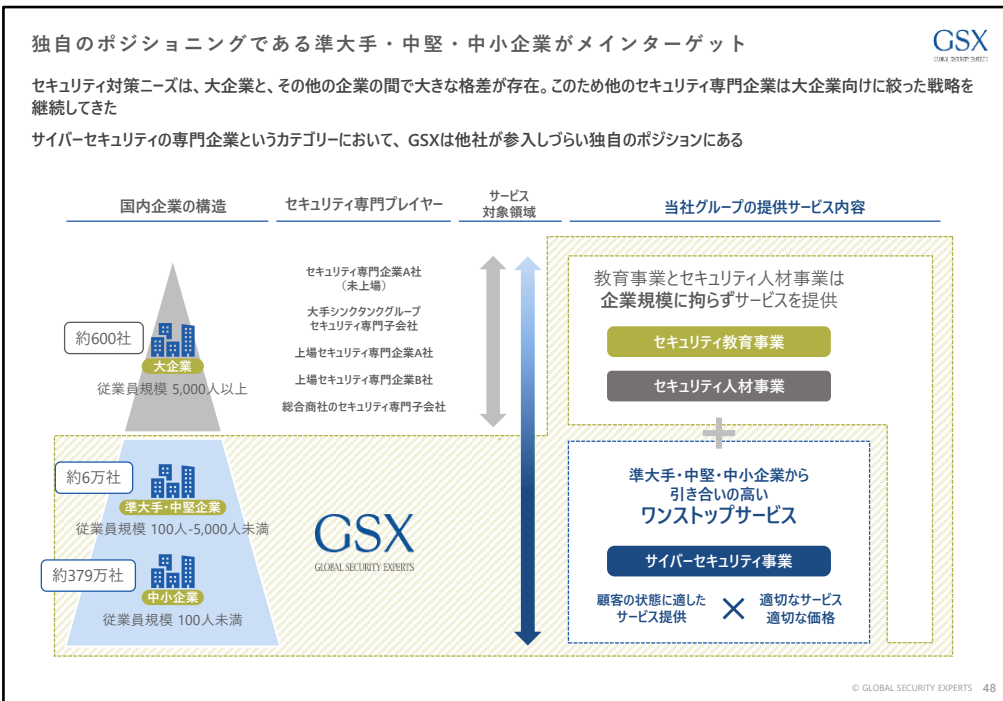 独自のポジショニングである準大手・中堅・中小企業がメインターゲット
GSX
GLOBAL SECURITY EXPERTS
セキュリティ対策ニーズは、大企業と、その他の企業の間で大きな格差が存在。このため他のセキュリティ専門企業は大企業向けに絞った戦略を
継続してきた
サイバーセキュリティの専門企業というカテゴリーにおいて、GSXは他社が参入しづらい独自のポジションにある
国内企業の構造
セキュリティ専門プレイヤー
サービス
対象領域
当社グループの提供サービス内容
約600社
大企業
従業員規模 5,000人以上
セキュリティ専門企業A社
（未上場）
大手シンクタンクグループ
セキュリティ専門子会社
上場セキュリティ専門企業A社
上場セキュリティ専門企業B社
総合商社のセキュリティ専門子会社
教育事業とセキュリティ人材事業は
企業規模に拘らずサービスを提供
セキュリティ教育事業
セキュリティ人材事業
約6万社
準大手・中堅企業
従業員規模 100人-5,000人未満
約379万社
中小企業
従業員規模 100人未満
GSX
GLOBAL SECURITY EXPERTS
準大手・中堅・中小企業から
引き合いの高い
ワンストップサービス
サイバーセキュリティ事業
顧客の状態に適した
サービス提供
適切なサービス
適切な価格
© GLOBAL SECURITY EXPERTS 48